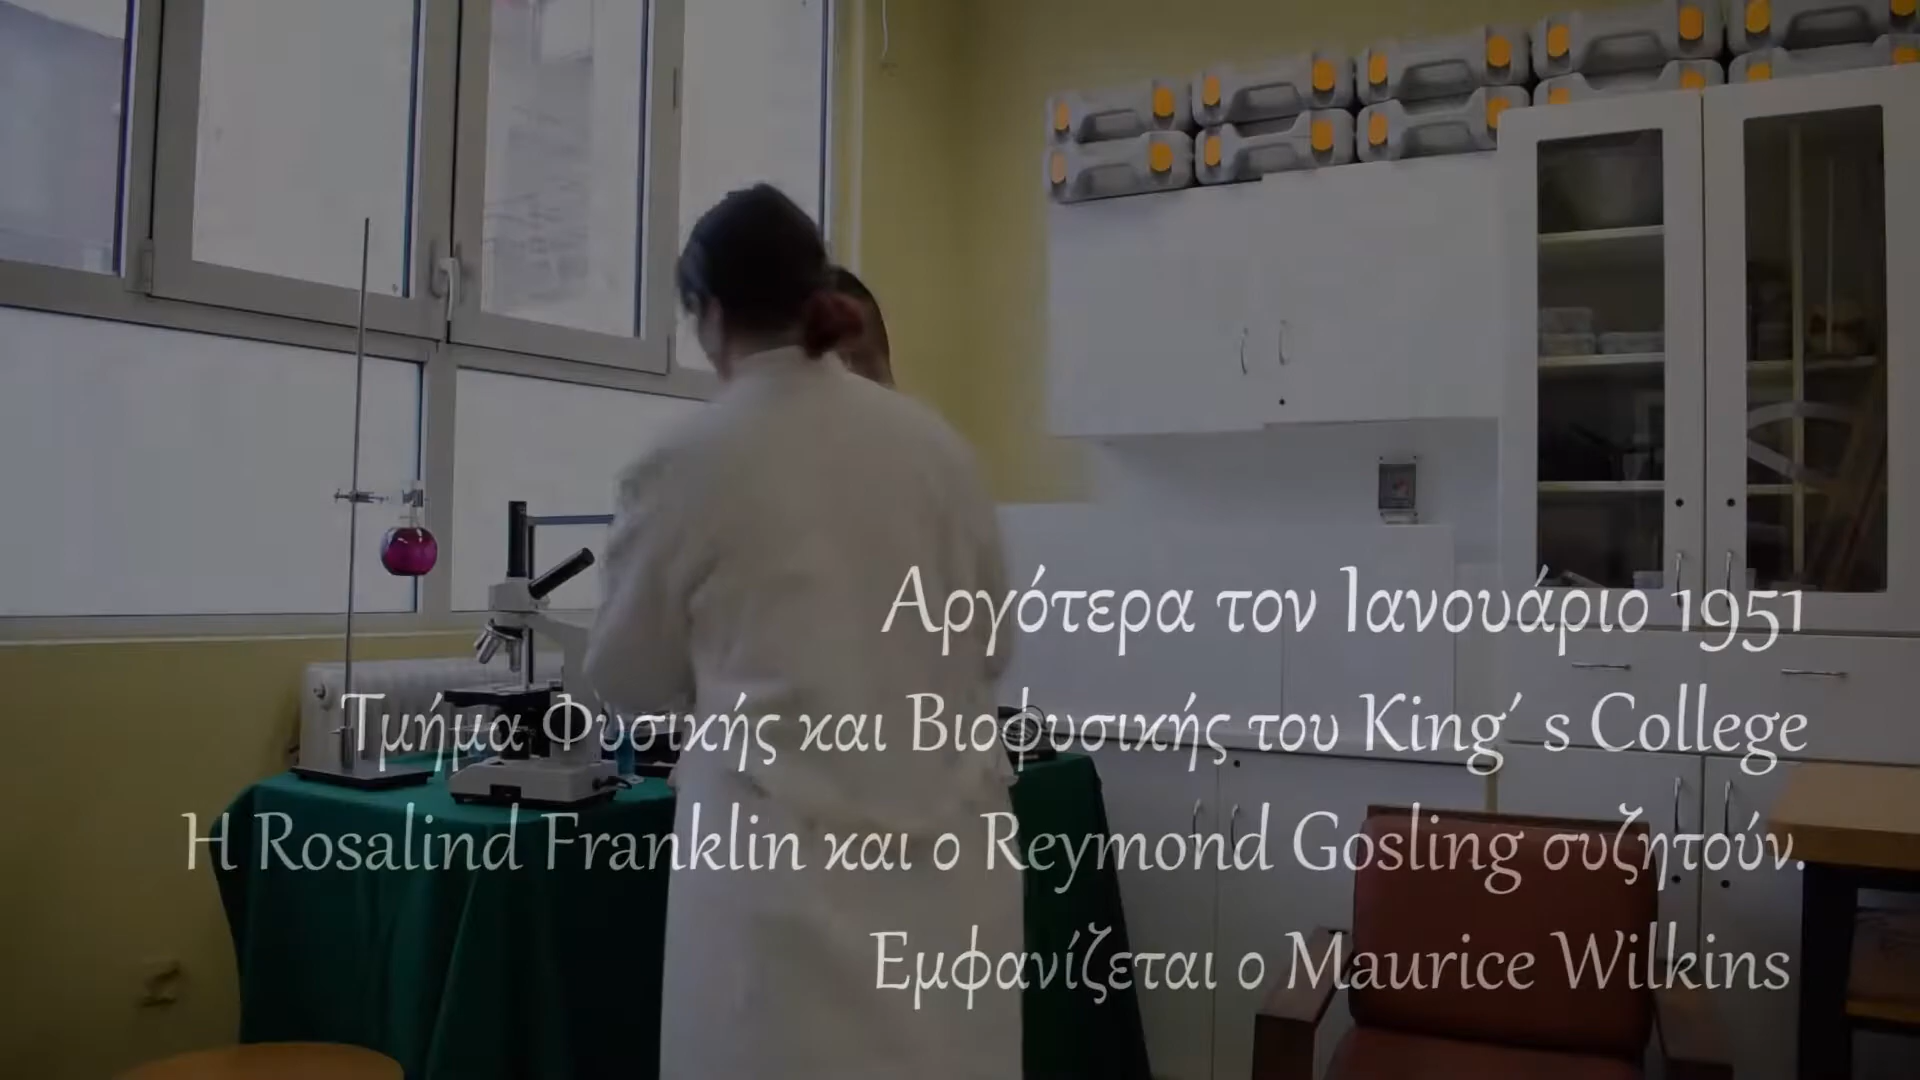 Αργότερα τον Ιανουάριο 1951
Τμήμα Φυσικής και Βιοφυσικής του King΄ s College
Η Rosalind Franklin και ο Reymond Gosling συζητούν.
Εμφανίζεται ο Maurice Wilkins